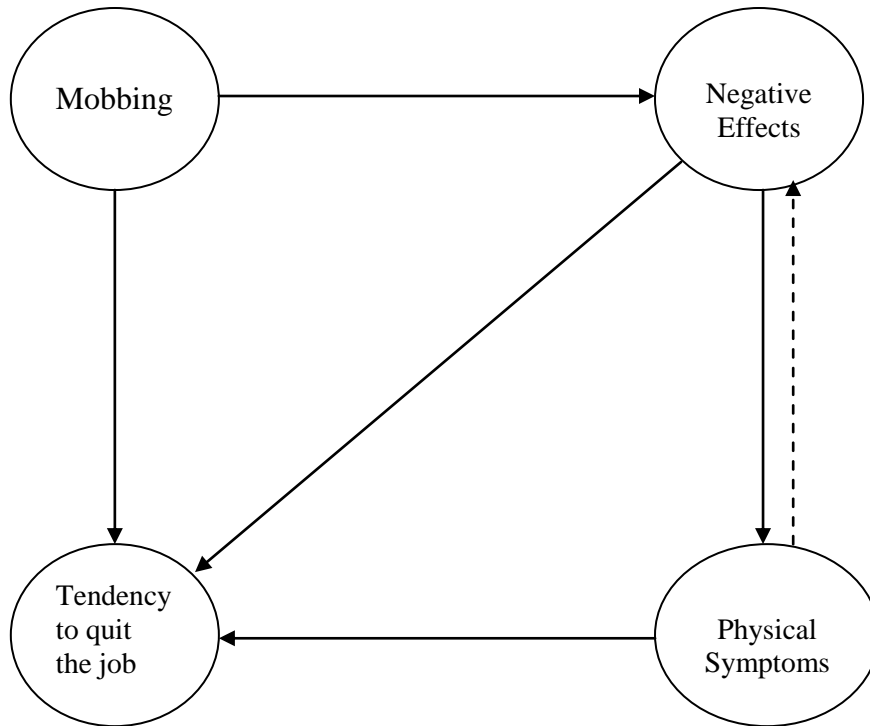 Mobbing
Negative
Effects
Tendency
to quit
the job
Physical
Symptoms